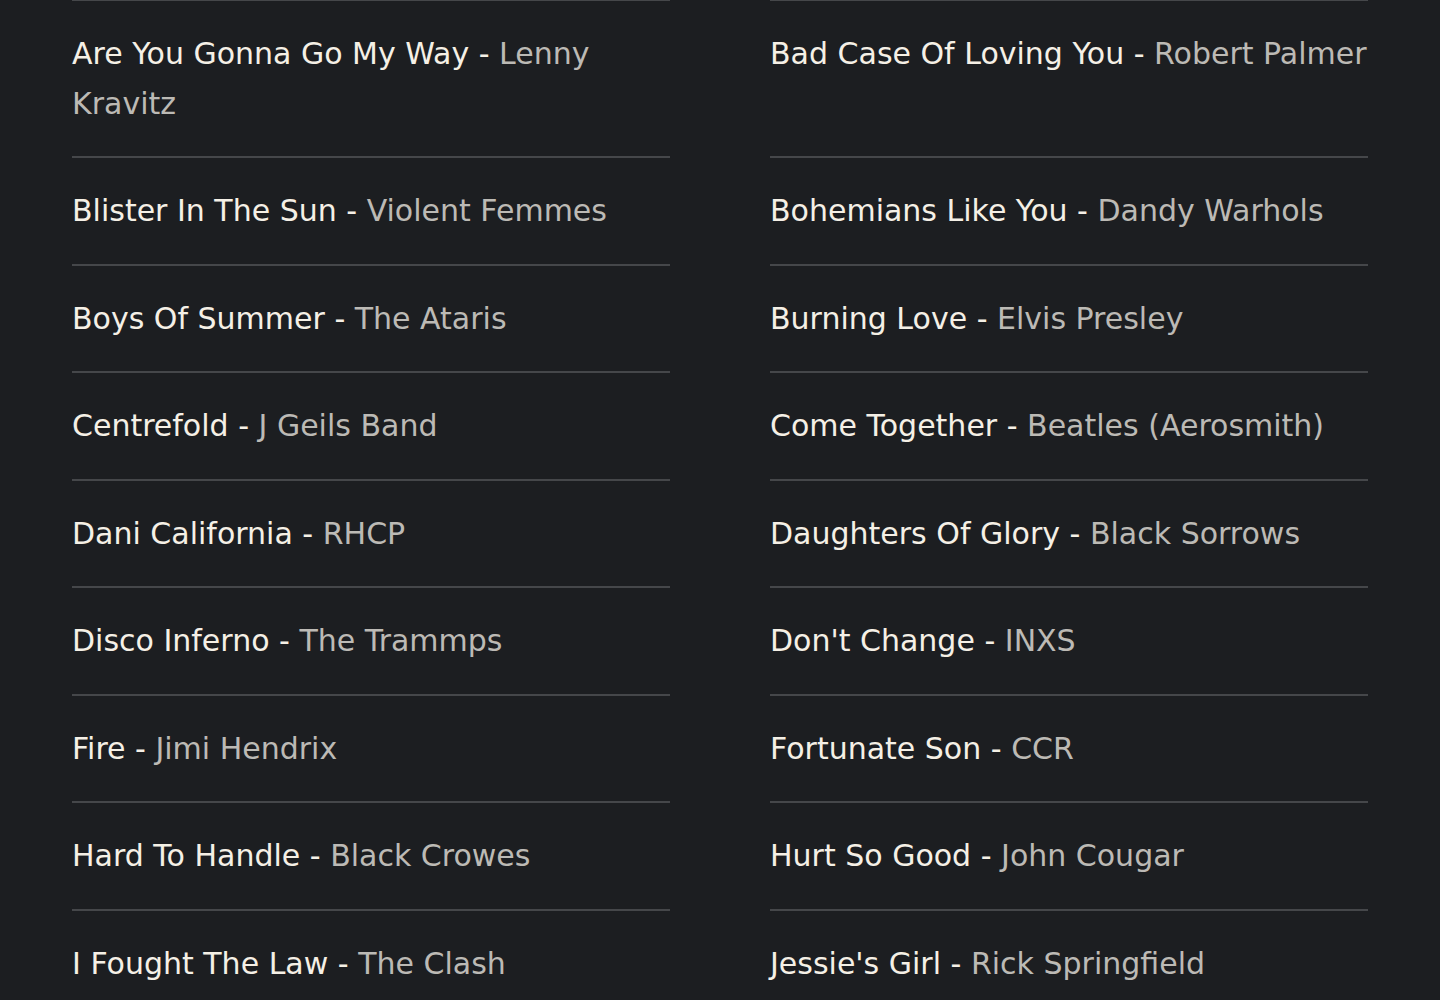 Are You Gonna Go My Way - Lenny
Kravitz
Bad Case Of Loving You - Robert Palmer
Blister In The Sun - Violent Femmes
Bohemians Like You - Dandy Warhols
Boys Of Summer - The Ataris
Burning Love - Elvis Presley
Centrefold - J Geils Band
Come Together - Beatles (Aerosmith)
Dani California - RHCP
Daughters Of Glory - Black Sorrows
Disco Inferno - The Trammps
Don't Change - INXS
Fire - Jimi Hendrix
Fortunate Son - CCR
Hard To Handle - Black Crowes
Hurt So Good - John Cougar
I Fought The Law - The Clash
Jessie's Girl - Rick Springfield